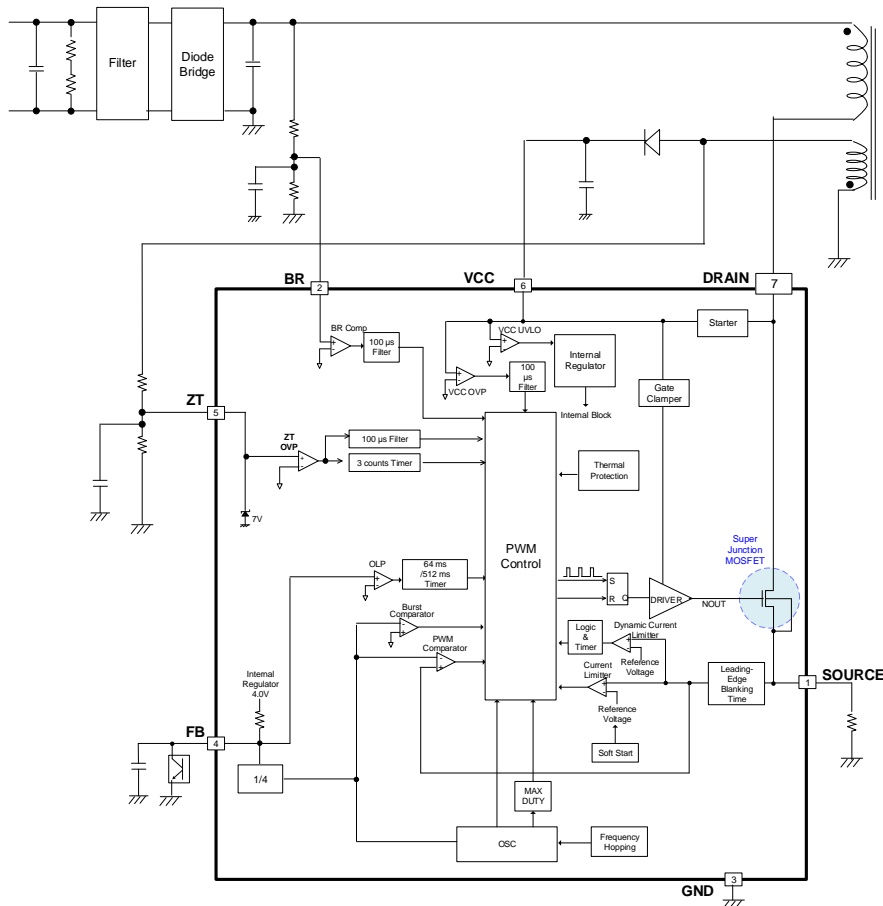 Filter
Diode
Bridge
BR
VCC
DRAIN
2
6
7
BR Comp
100 µs
Filter
VCC UVLO
Internal
Regulator
Starter
VCC OVP
100
µs
Filter
Internal Block
Gate
Clamper
ZT
5
ZT
OVP
100 µs Filter
3 counts Timer
7V
Thermal
Protection
PWM
Control
Super
Junction
MOSFET
OLP
64 ms
/512 ms
Timer
S
R
Q
DRIVER
NOUT
Burst
Comparator
PWM
Comparator
Logic
&
Timer
Dynamic Current
Limitter
Reference
Voltage
Current
Limitter
Leading-
Edge
Blanking
Time
1
SOURCE
Internal
Regulator
4.0V
Reference
Voltage
Soft Start
FB
4
1/4
MAX
DUTY
OSC
Frequency
Hopping
3
GND